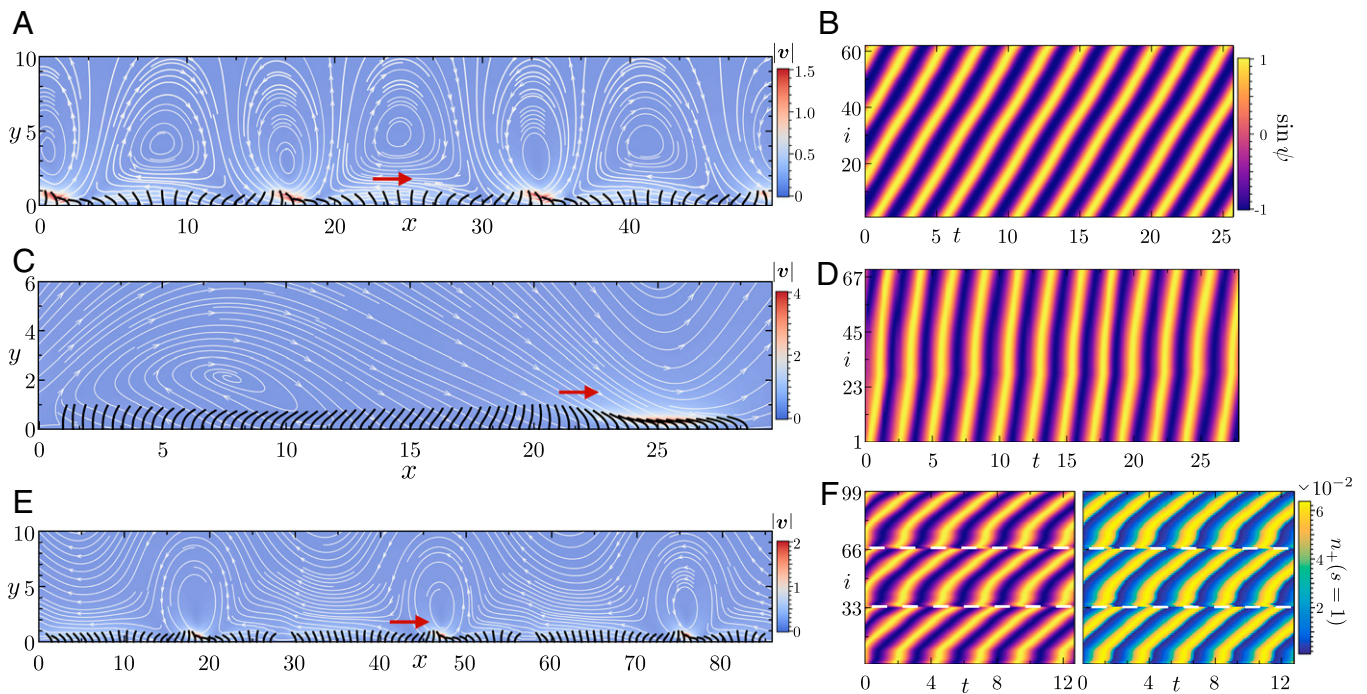 A
|v|
10
y 5
0
0 10 20 x 30 40
1.5
1.0
0.5
0
B
60
40
i
20
0 5 t 10 15 20 25
1
0
-1
sin ψ
C
|v|
6
4
y
2
0
0 5 10 15 20 25
x
4
2
0
D
67
45
i
23
1
0 5 10 t 15 20 25
E
|v|
10
y 5
0
0 10 20 30 40 x 50 60 70 80
2
1
0
F
99
66
i
33
0 4 t 8 12
0 4 t 8 12
×10⁻²
6
4
2
n₊(s = 1)